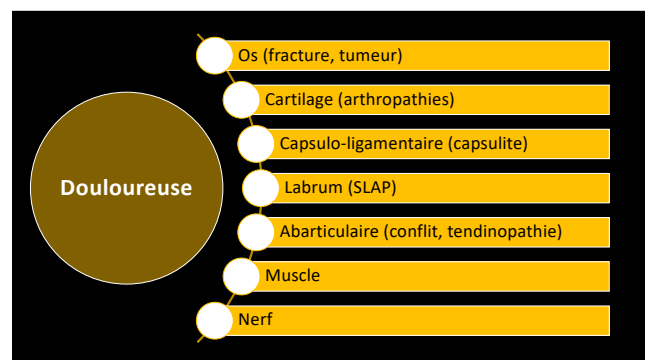 Douloureuse
Os (fracture, tumeur)
Cartilage (arthropathies)
Capsulo-ligamentaire (capsulite)
Labrum (SLAP)
Abarticulaire (conflit, tendinopathie)
Muscle
Nerf